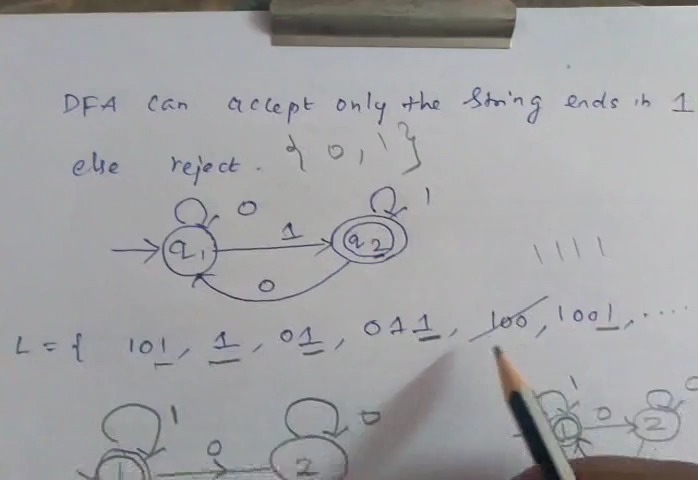 DFA can accept only the string ends in 1
else reject. {0,1}
0 1
q1 1 q2
0
1111
L = { 101, 1, 01, 011, 100, 1001, ....
1 0 1 0
1 0 2 1 0 2